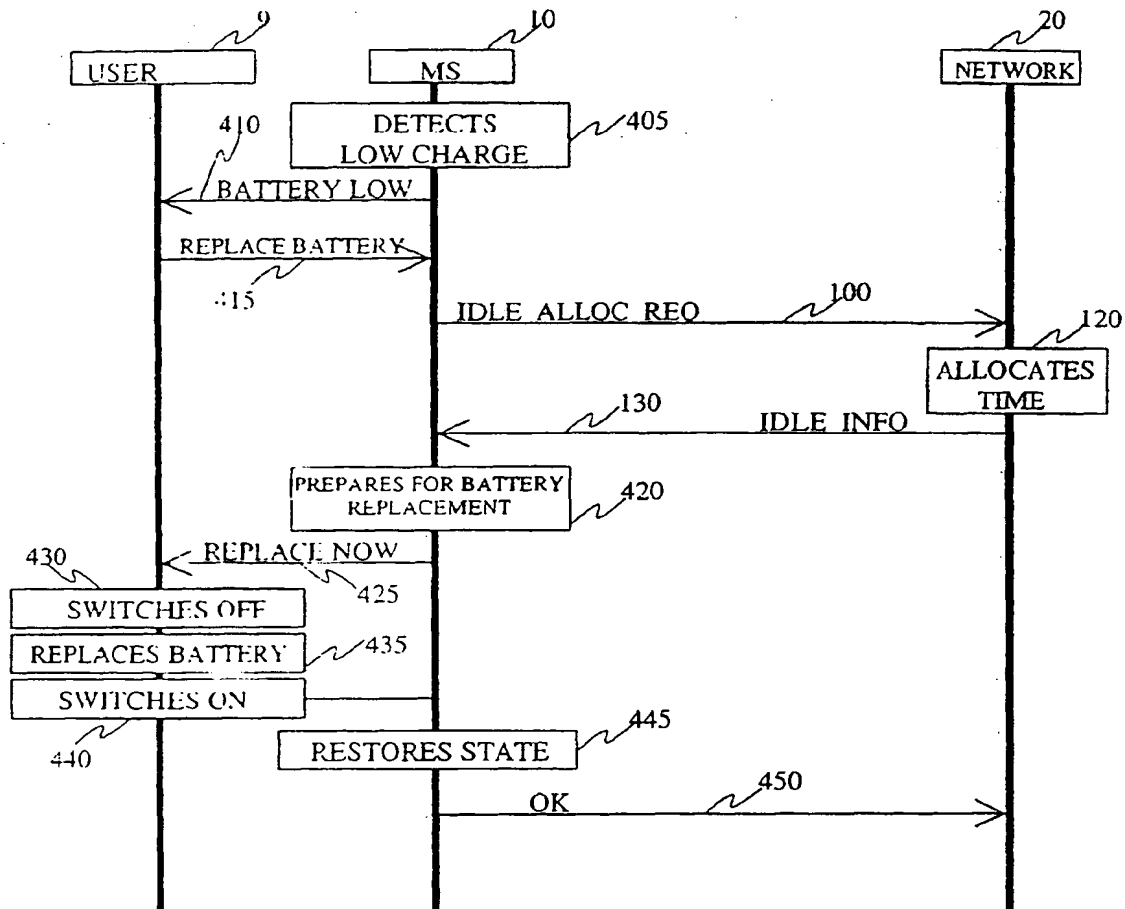 9
10
20
USER
MS
NETWORK
DETECTS
LOW CHARGE
405
410
BATTERY LOW
REPLACE BATTERY
415
IDLE ALLOC REQ
100
120
ALLOCATES
TIME
130
IDLE INFO
PREPARES FOR BATTERY
REPLACEMENT
420
REPLACE NOW
425
430
SWITCHES OFF
REPLACES BATTERY
435
SWITCHES ON
440
445
RESTORES STATE
OK
450